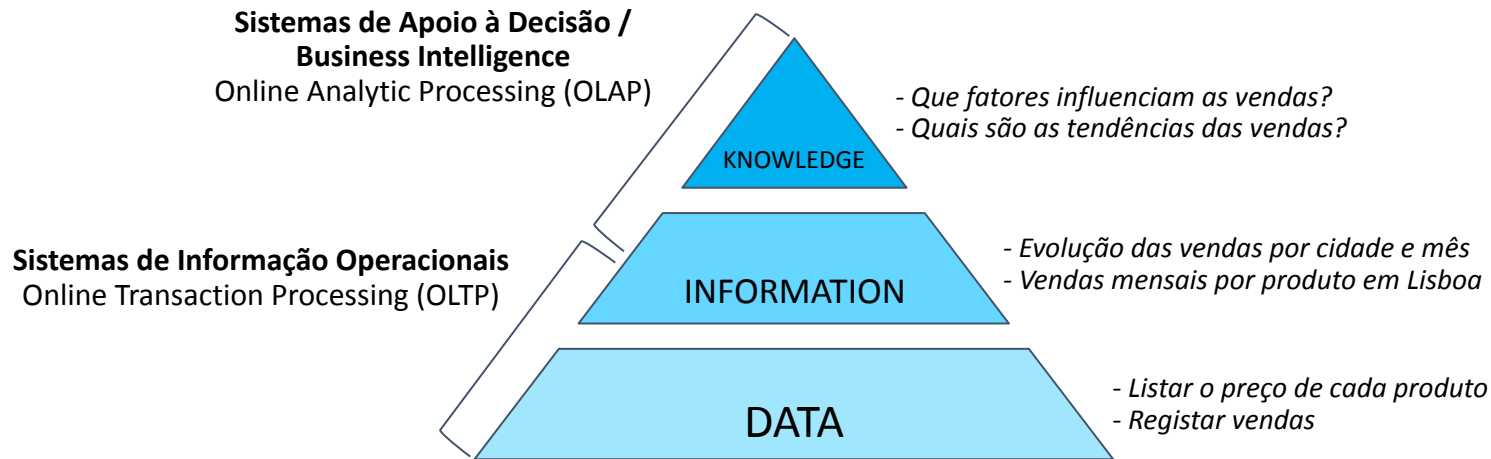 Sistemas de Apoio à Decisão /
Business Intelligence
Online Analytic Processing (OLAP)
- Que fatores influenciam as vendas?
- Quais são as tendências das vendas?
KNOWLEDGE
Sistemas de Informação Operacionais
Online Transaction Processing (OLTP)
- Evolução das vendas por cidade e mês
- Vendas mensais por produto em Lisboa
INFORMATION
- Listar o preço de cada produto
- Registar vendas
DATA